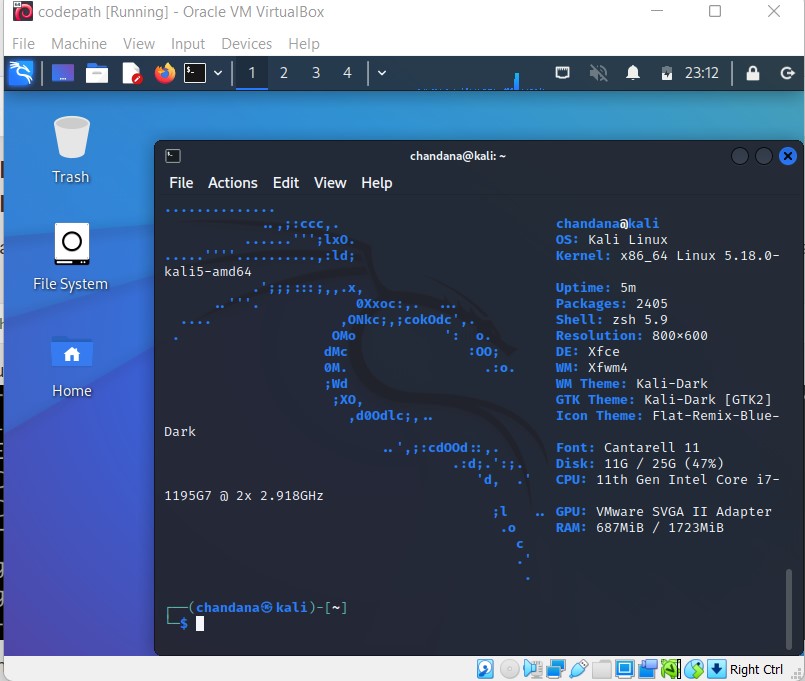 codepath [Running] - Oracle VM VirtualBox
File Machine View Input Devices Help
1 2 3 4 23:12
Trash
File System
Home
chandana@kali: ~
File Actions Edit View Help
..............
..,;:ccc,. chandana@kali
......''';lxO. OS: Kali Linux
.....''''..........,:ld; Kernel: x86_64 Linux 5.18.0-
kali5-amd64
.';;;:::;,,.x, Uptime: 5m
..'''. 0Xxoc:,. ... Packages: 2405
.... ,ONkc;,;cokOdc',. Shell: zsh 5.9
. OMo ': o. Resolution: 800×600
dMc :OO; DE: Xfce
0M. .:o. WM: Xfwm4
;Wd WM Theme: Kali-Dark
;XO, GTK Theme: Kali-Dark [GTK2]
,d0Odlc;,.. Icon Theme: Flat-Remix-Blue-
Dark
..',;:cdOOd::,. Font: Cantarell 11
.:d;.':;. Disk: 11G / 25G (47%)
'd, .' CPU: 11th Gen Intel Core i7-
1195G7 @ 2x 2.918GHz
;l .. GPU: VMware SVGA II Adapter
.o RAM: 687MiB / 1723MiB
c
.'
.
┌──(chandana㉿kali)-[~]
└─$
Right Ctrl